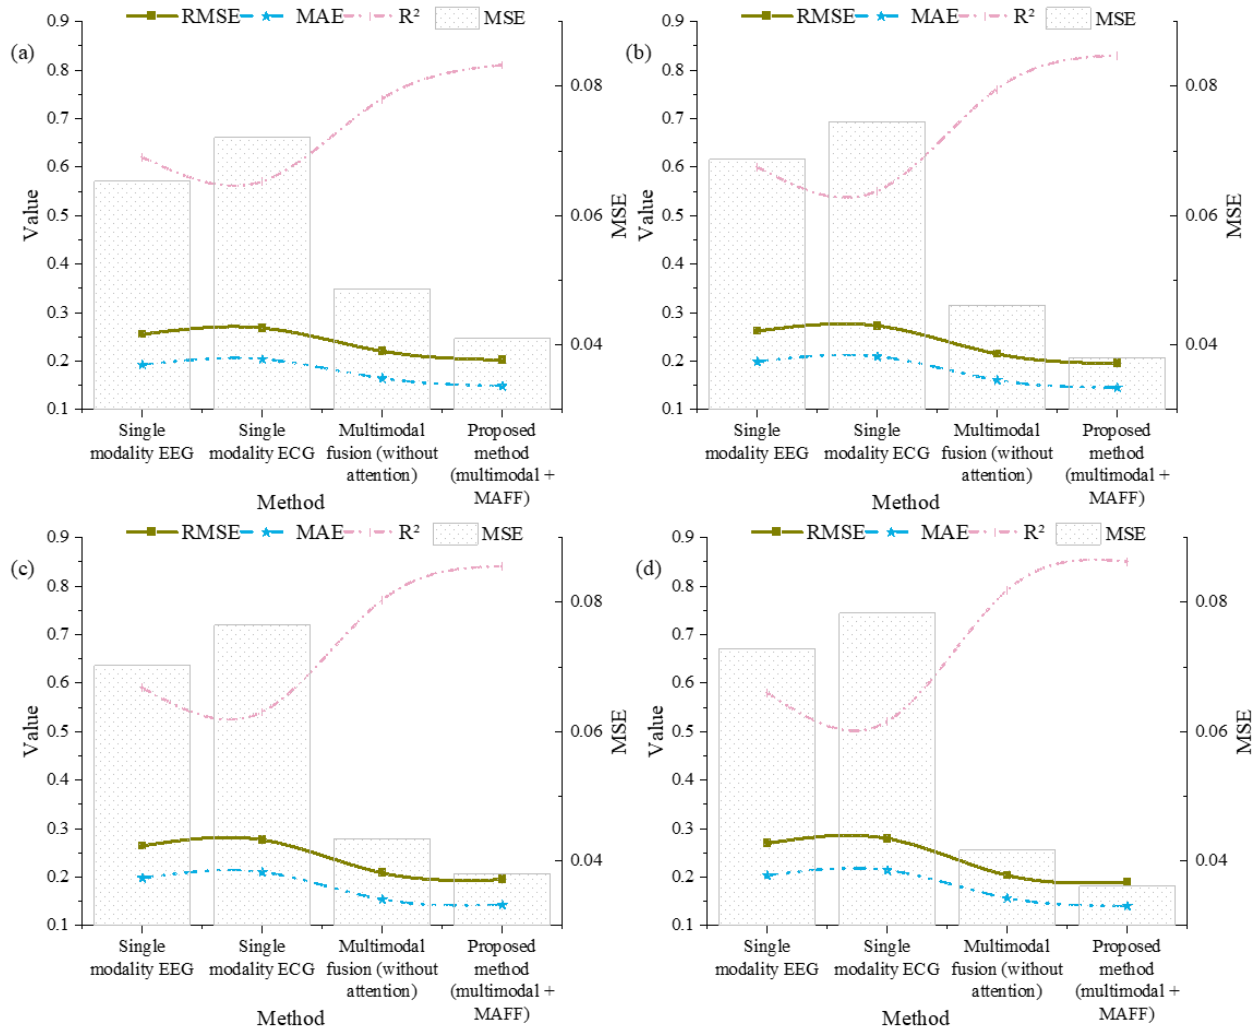 RMSE MAE R² MSE
(a)
0.9
0.8
0.7
0.6
0.5
0.4
0.3
0.2
0.1
Value
0.08
0.06
0.04
MSE
Single modality EEG
Single modality ECG
Multimodal fusion (without attention)
Proposed method (multimodal + MAFF)
Method
RMSE MAE R² MSE
(b)
0.9
0.8
0.7
0.6
0.5
0.4
0.3
0.2
0.1
Value
0.08
0.06
0.04
MSE
Single modality EEG
Single modality ECG
Multimodal fusion (without attention)
Proposed method (multimodal + MAFF)
Method
RMSE MAE R² MSE
(c)
0.9
0.8
0.7
0.6
0.5
0.4
0.3
0.2
0.1
Value
0.08
0.06
0.04
MSE
Single modality EEG
Single modality ECG
Multimodal fusion (without attention)
Proposed method (multimodal + MAFF)
Method
RMSE MAE R² MSE
(d)
0.9
0.8
0.7
0.6
0.5
0.4
0.3
0.2
0.1
Value
0.08
0.06
0.04
MSE
Single modality EEG
Single modality ECG
Multimodal fusion (without attention)
Proposed method (multimodal + MAFF)
Method